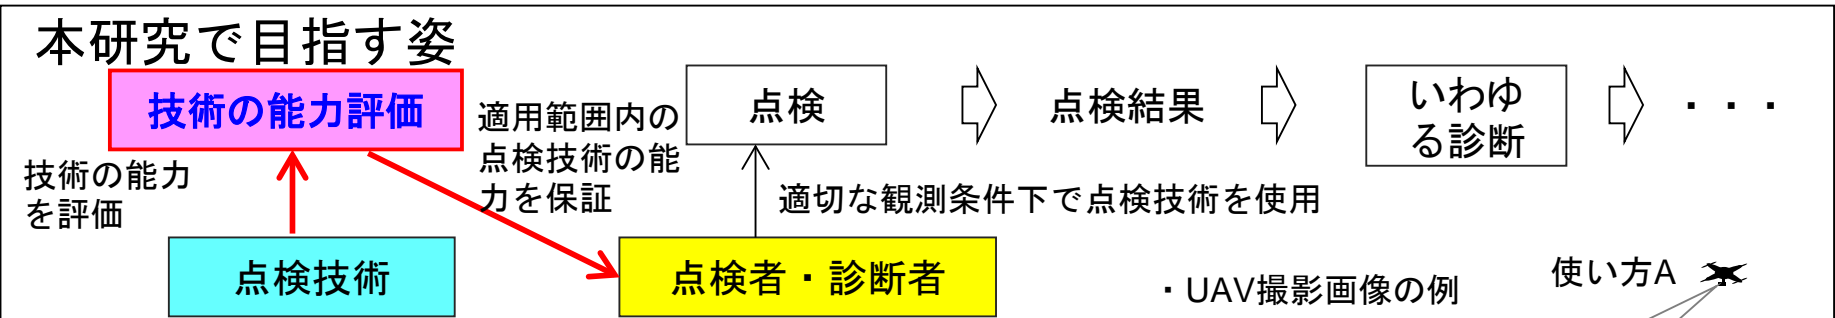 本研究で目指す姿
技術の能力評価
適用範囲内の
点検技術の能
力を保証
点検
点検結果
いわゆ
る診断
・・・
技術の能力
を評価
適切な観測条件下で点検技術を使用
点検技術
点検者・診断者
・UAV撮影画像の例
使い方A